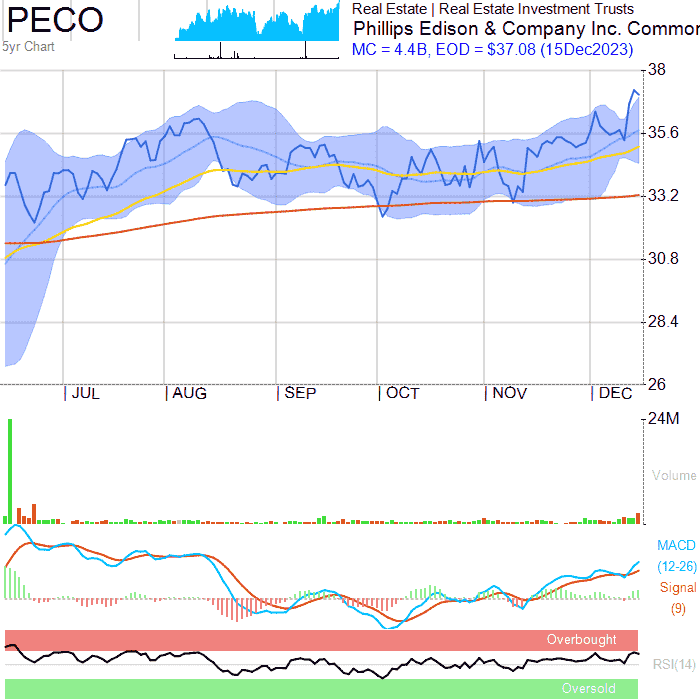 PECO
5yr Chart
Real Estate | Real Estate Investment Trusts
Phillips Edison & Company Inc. Common
MC = 4.4B, EOD = $37.08 (15Dec2023)
38
35.6
33.2
30.8
28.4
26
JUL AUG SEP OCT NOV DEC
24M
Volume
MACD
(12-26)
Signal
(9)
Overbought
RSI(14)
Oversold